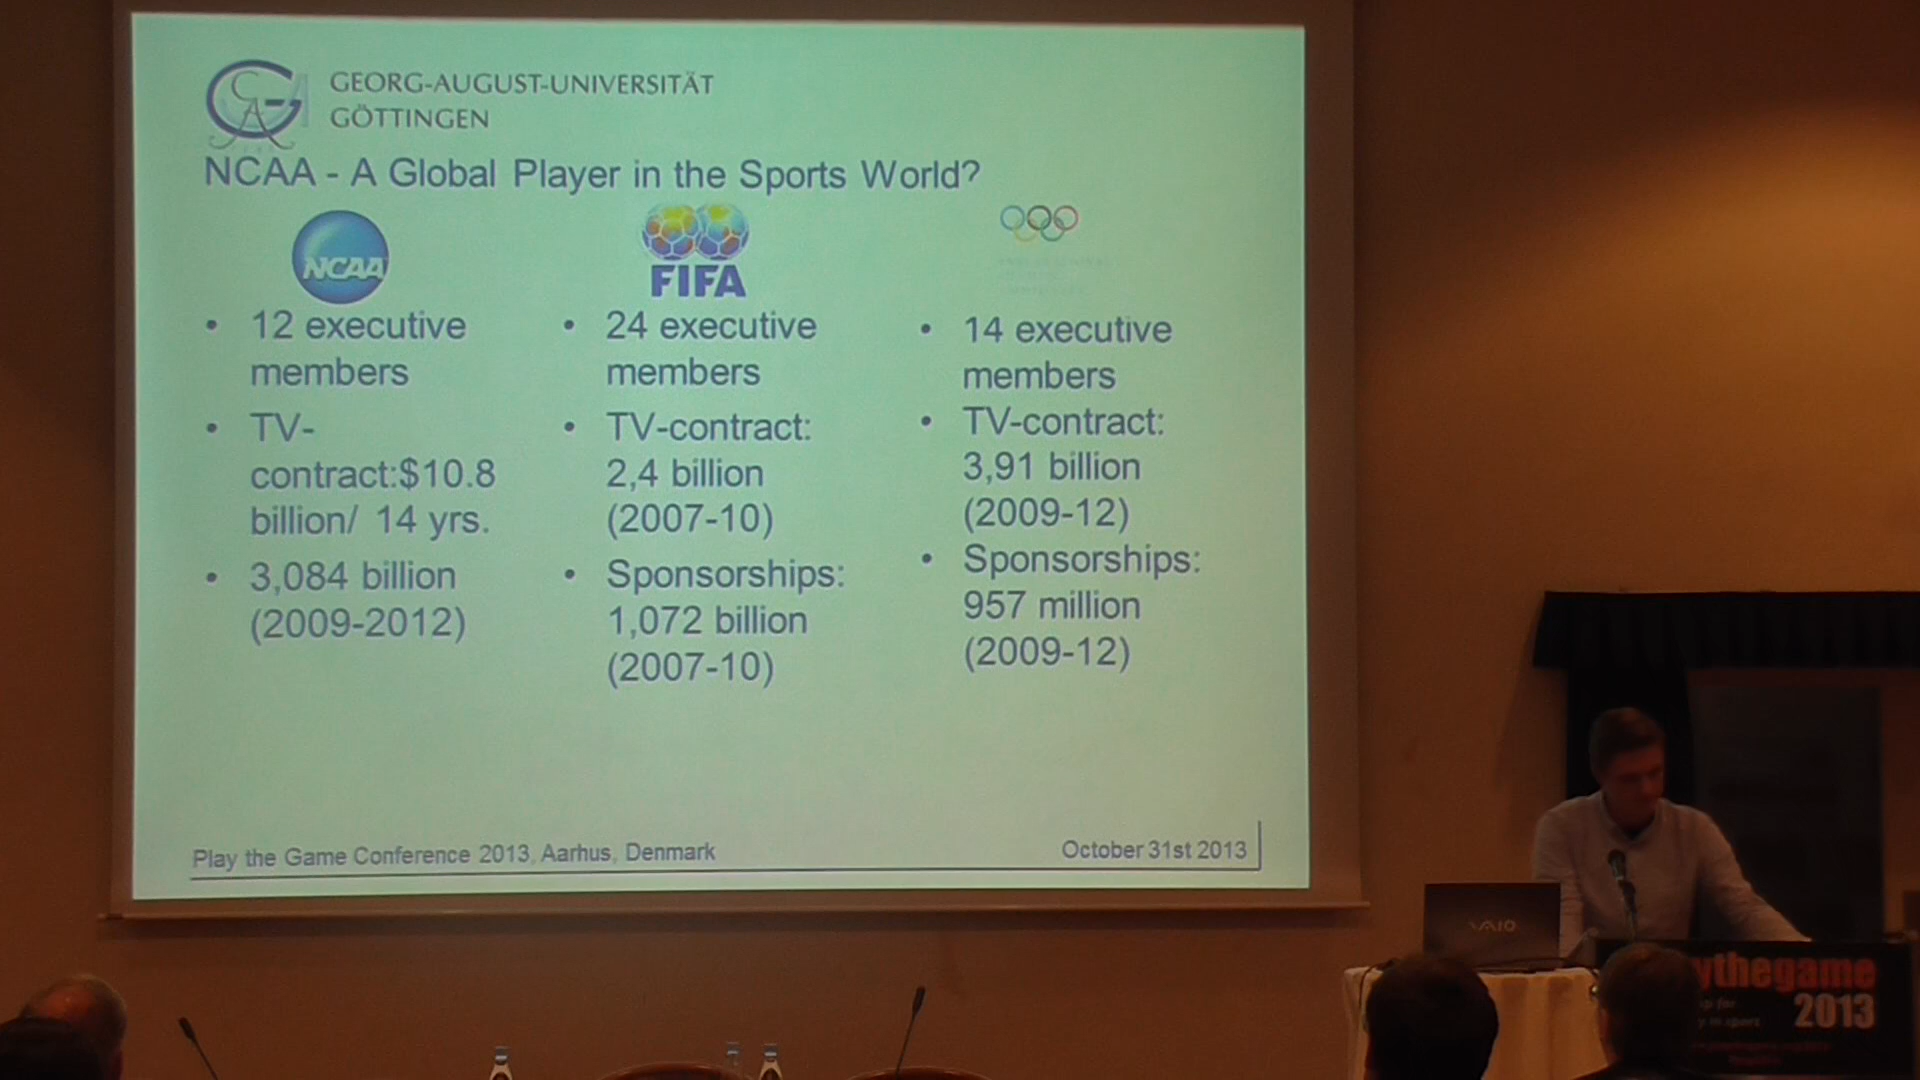 GEORG-AUGUST-UNIVERSITÄT
GÖTTINGEN
NCAA - A Global Player in the Sports World?
NCAA
• 12 executive
members
• TV-
contract:$10.8
billion/ 14 yrs.
• 3,084 billion
(2009-2012)
FIFA
• 24 executive
members
• TV-contract:
2,4 billion
(2007-10)
• Sponsorships:
1,072 billion
(2007-10)
• 14 executive
members
• TV-contract:
3,91 billion
(2009-12)
• Sponsorships:
957 million
(2009-12)
Play the Game Conference 2013, Aarhus, Denmark
October 31st 2013
VAIO
ythegame
2013